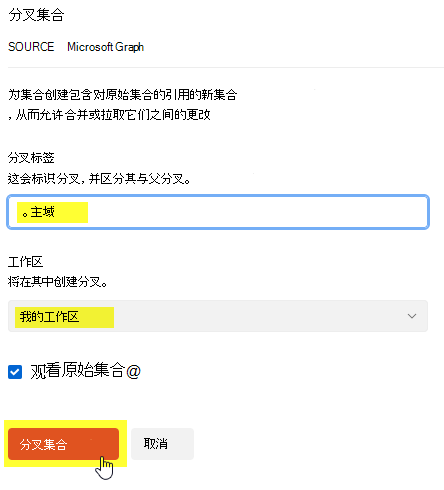 分叉集合
SOURCE Microsoft Graph
为集合创建包含对原始集合的引用的新集合
，从而允许合并或拉取它们之间的更改
分叉标签
这会标识分叉，并区分其与父分叉。
。主域
工作区
将在其中创建分叉。
我的工作区
观看原始集合@
分叉集合 取消